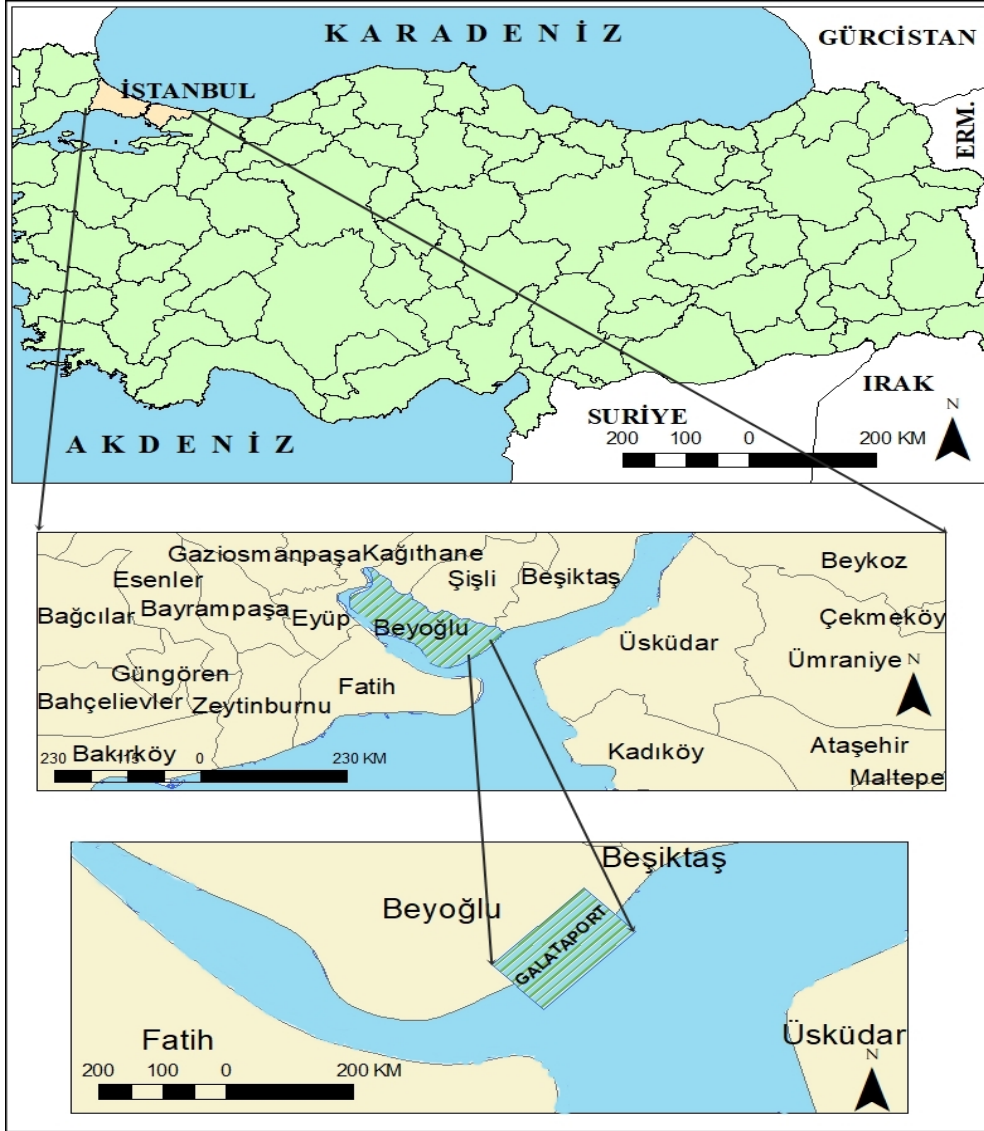 K A R A D E N İ Z
GÜRCİSTAN
İSTANBUL
ERM.
IRAK
SURİYE
N
A K D E N İ Z
200 100 0 200 KM
Gaziosmanpaşa Kağıthane
Beykoz
Esenler
Şişli
Beşiktaş
Bağcılar
Bayrampaşa
Eyüp
Beyoğlu
Çekmeköy
Üsküdar
Ümraniye
N
Güngören
Fatih
Bahçelievler
Zeytinburnu
Bakırköy
Kadıköy
Ataşehir
230 115 0 230 KM
Maltepe
Beşiktaş
Beyoğlu
GALATAPORT
Fatih
Üsküdar
N
200 100 0 200 KM